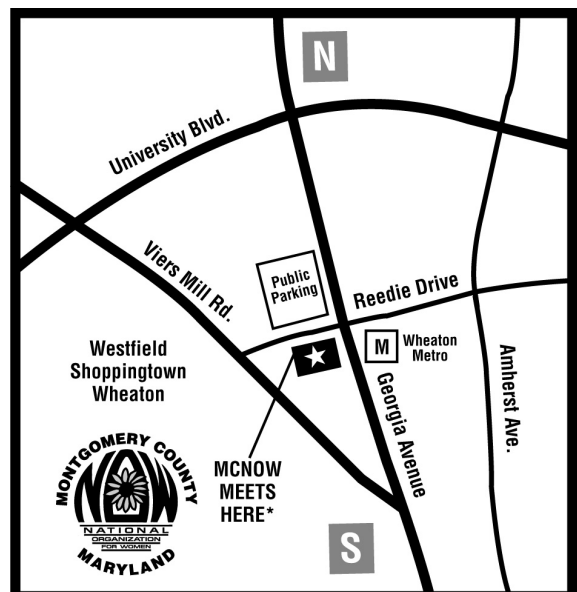 N
University Blvd.
Viers Mill Rd.
Public
Parking
Reedie Drive
M
Wheaton
Metro
Westfield
Shoppingtown
Wheaton
Georgia Avenue
Amherst Ave.
MCNOW
MEETS
HERE*
MONTGOMERY COUNTY
NOW
NATIONAL
ORGANIZATION
FOR WOMEN
MARYLAND
S